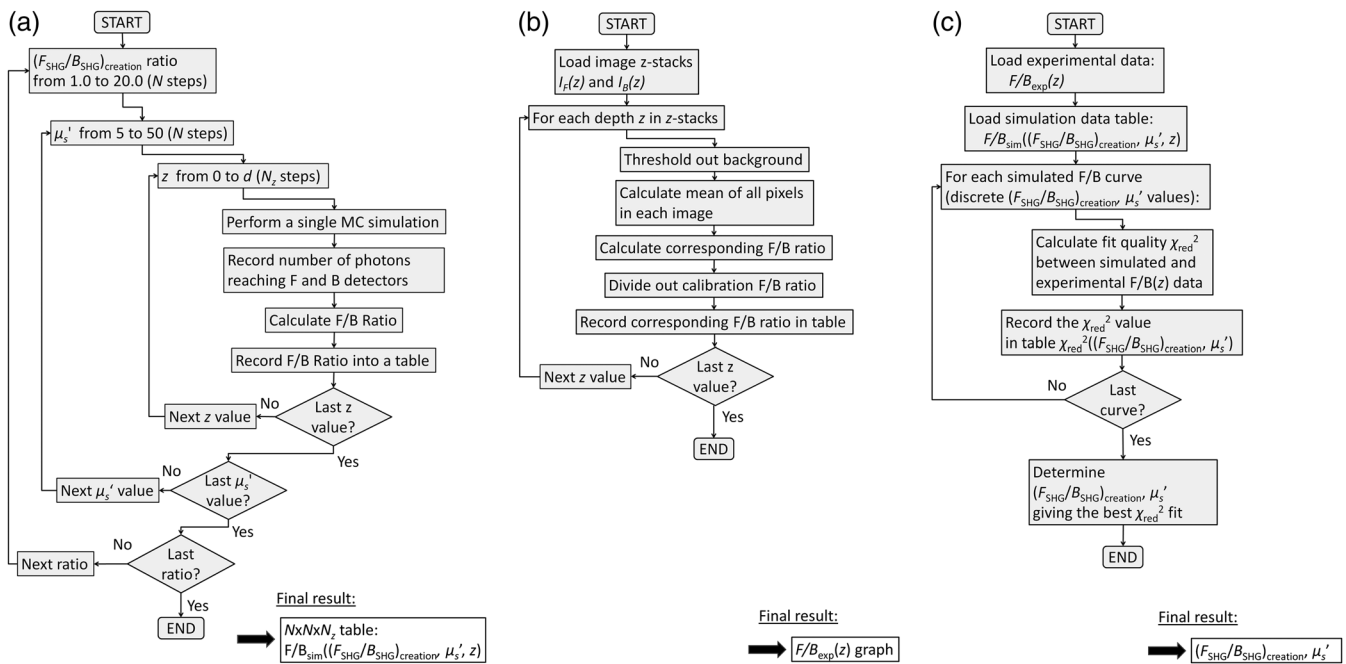 (a)
START
(F_SHG/B_SHG)_creation ratio
from 1.0 to 20.0 (N steps)
μ_s' from 5 to 50 (N steps)
z from 0 to d (N_z steps)
Perform a single MC simulation
Record number of photons
reaching F and B detectors
Calculate F/B Ratio
Record F/B Ratio into a table
Last z
value?
No
Next z value
Yes
Last μ_s'
value?
No
Next μ_s' value
Yes
Last
ratio?
No
Next ratio
Yes
END
Final result:
NxNxN_z table:
F/B_sim((F_SHG/B_SHG)_creation, μ_s', z)
(b)
START
Load image z-stacks
I_F(z) and I_B(z)
For each depth z in z-stacks
Threshold out background
Calculate mean of all pixels
in each image
Calculate corresponding F/B ratio
Divide out calibration F/B ratio
Record corresponding F/B ratio in table
Last z
value?
No
Next z value
Yes
END
Final result:
F/B_exp(z) graph
(c)
START
Load experimental data:
F/B_exp(z)
Load simulation data table:
F/B_sim((F_SHG/B_SHG)_creation, μ_s', z)
For each simulated F/B curve
(discrete (F_SHG/B_SHG)_creation, μ_s' values):
Calculate fit quality χ_red²
between simulated and
experimental F/B(z) data
Record the χ_red² value
in table χ_red²((F_SHG/B_SHG)_creation, μ_s')
Last
curve?
No
Yes
Determine
(F_SHG/B_SHG)_creation, μ_s'
giving the best χ_red² fit
END
Final result:
(F_SHG/B_SHG)_creation, μ_s'